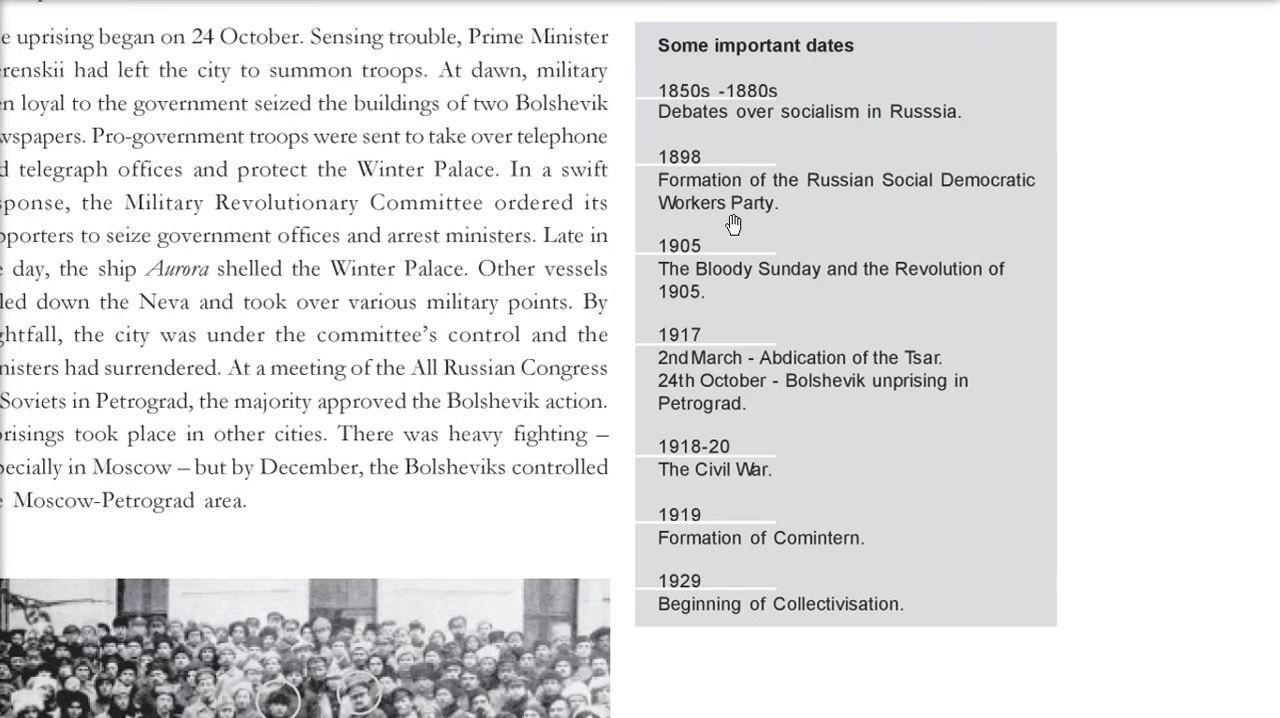 e uprising began on 24 October. Sensing trouble, Prime Minister
erenskii had left the city to summon troops. At dawn, military
en loyal to the government seized the buildings of two Bolshevik
wspapers. Pro-government troops were sent to take over telephone
d telegraph offices and protect the Winter Palace. In a swift
sponse, the Military Revolutionary Committee ordered its
pporters to seize government offices and arrest ministers. Late in
e day, the ship Aurora shelled the Winter Palace. Other vessels
led down the Neva and took over various military points. By
ghtfall, the city was under the committee’s control and the
nisters had surrendered. At a meeting of the All Russian Congress
Soviets in Petrograd, the majority approved the Bolshevik action.
prisings took place in other cities. There was heavy fighting –
pecially in Moscow – but by December, the Bolsheviks controlled
e Moscow-Petrograd area.
Some important dates
1850s -1880s
Debates over socialism in Russsia.
1898
Formation of the Russian Social Democratic
Workers Party.
1905
The Bloody Sunday and the Revolution of
1905.
1917
2nd March - Abdication of the Tsar.
24th October - Bolshevik unprising in
Petrograd.
1918-20
The Civil War.
1919
Formation of Comintern.
1929
Beginning of Collectivisation.